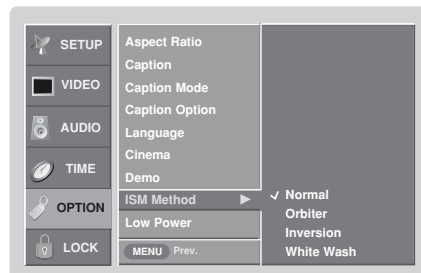 SETUP
VIDEO
AUDIO
TIME
OPTION
LOCK
Aspect Ratio
Caption
Caption Mode
Caption Option
Language
Cinema
Demo
ISM Method ►
Low Power
MENU Prev.
✓ Normal
Orbiter
Inversion
White Wash